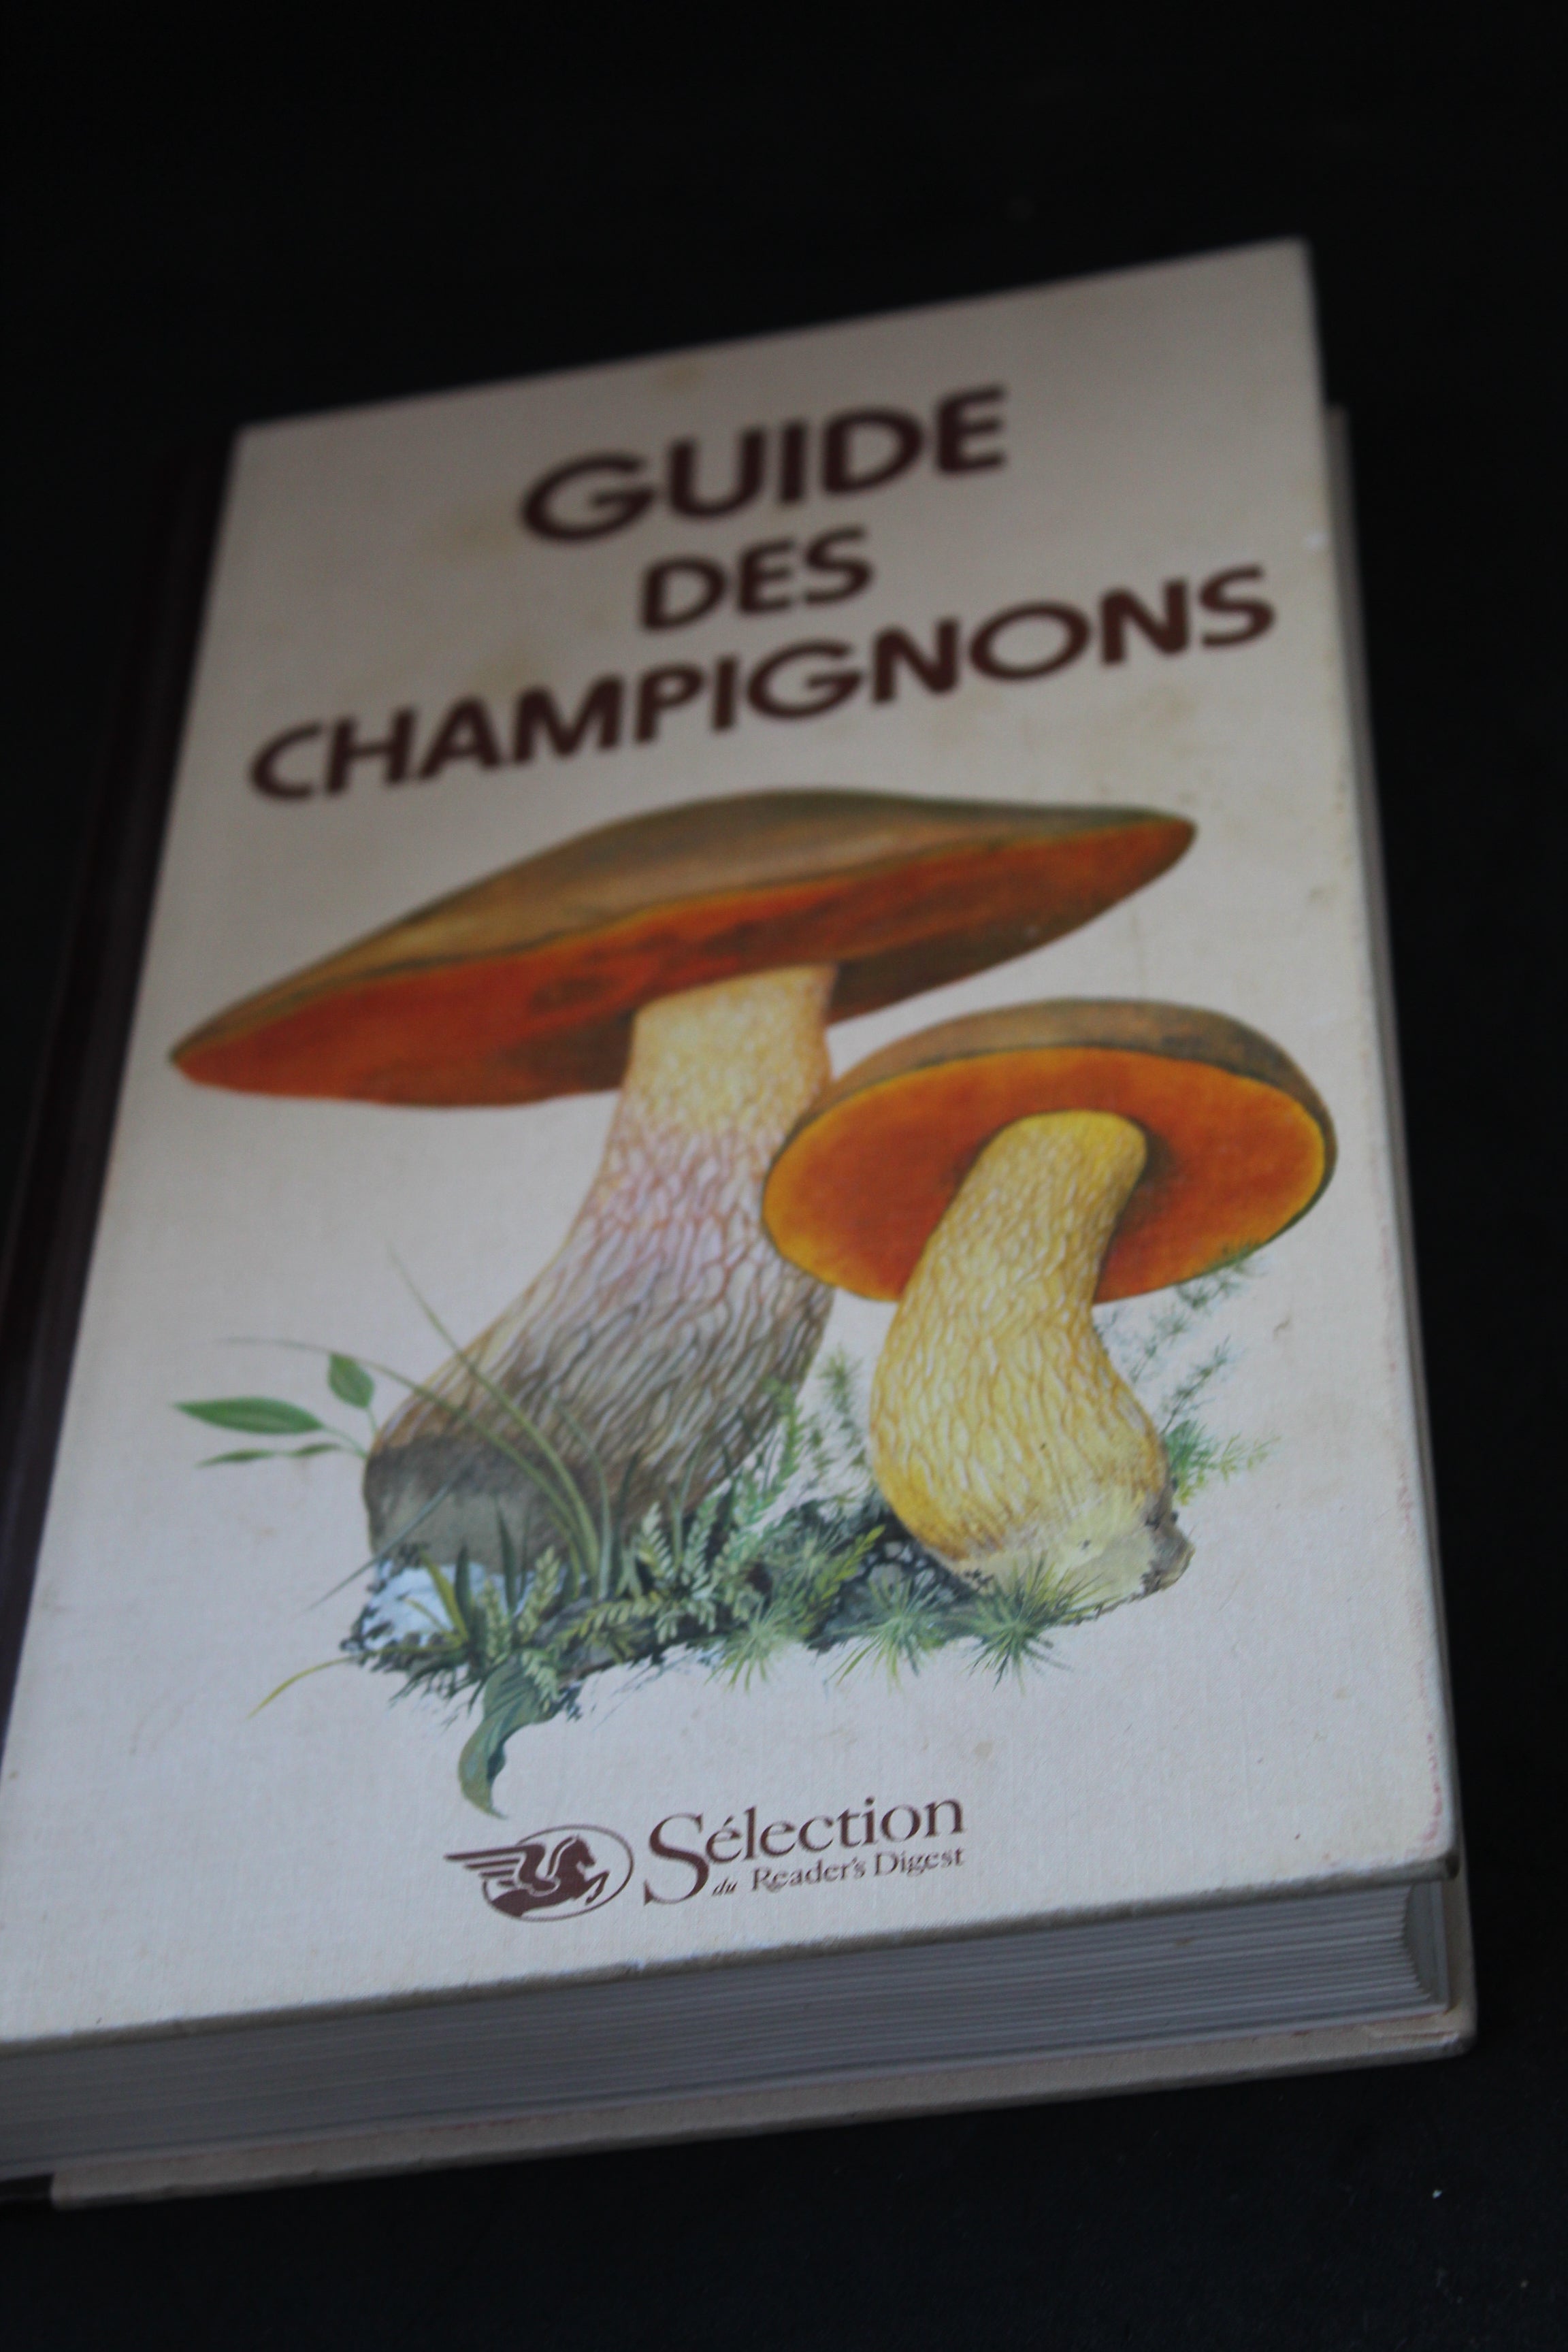 GUIDE
DES
CHAMPIGNONS
Sélection
du Reader's Digest